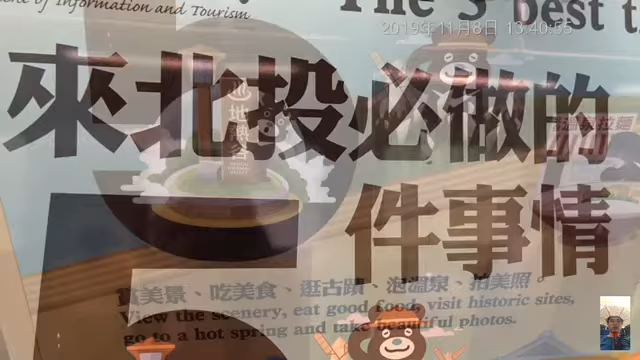 of Information and Tourism
The 5 best t
2019年11月8日 13:40:55
來北投必做的
5
件事情
地熱谷
賞美景、吃美食、逛古蹟、泡溫泉、拍美照。
View the scenery, eat good food, visit historic sites,
go to a hot spring and take beautiful photos.